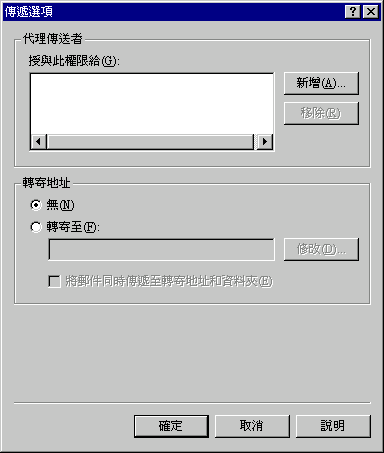 傳遞選項
代理傳送者
授與此權限給(G):
新增(A)...
移除(R)
轉寄地址
無(N)
轉寄至(F):
修改(D)...
將郵件同時傳遞至轉寄地址和資料夾(E)
確定 取消 說明